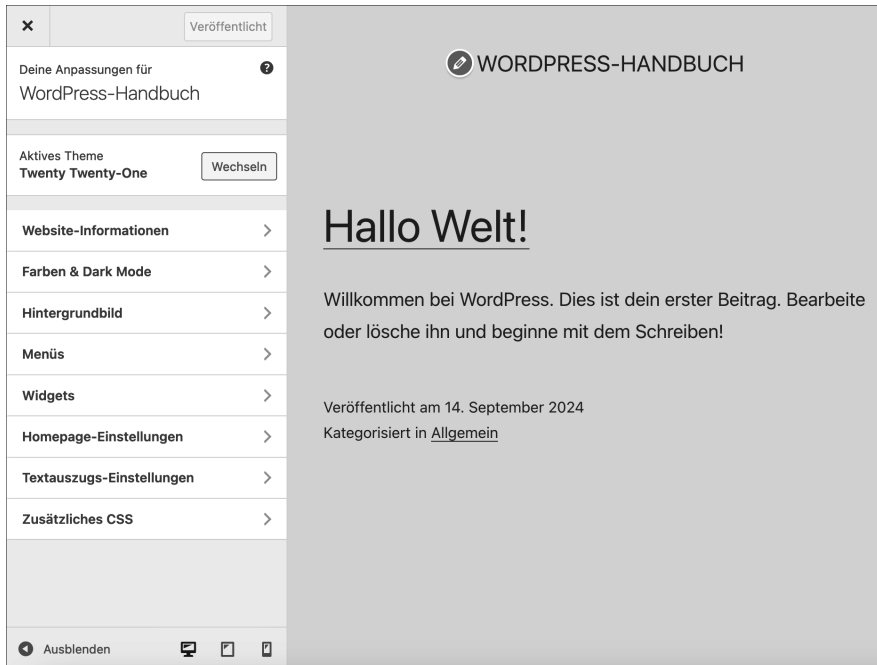 Veröffentlicht
Deine Anpassungen für
WordPress-Handbuch
Aktives Theme
Twenty Twenty-One
Wechseln
Website-Informationen
Farben & Dark Mode
Hintergrundbild
Menüs
Widgets
Homepage-Einstellungen
Textauszugs-Einstellungen
Zusätzliches CSS
Ausblenden
WORDPRESS-HANDBUCH
Hallo Welt!
Willkommen bei WordPress. Dies ist dein erster Beitrag. Bearbeite
oder lösche ihn und beginne mit dem Schreiben!
Veröffentlicht am 14. September 2024
Kategorisiert in Allgemein